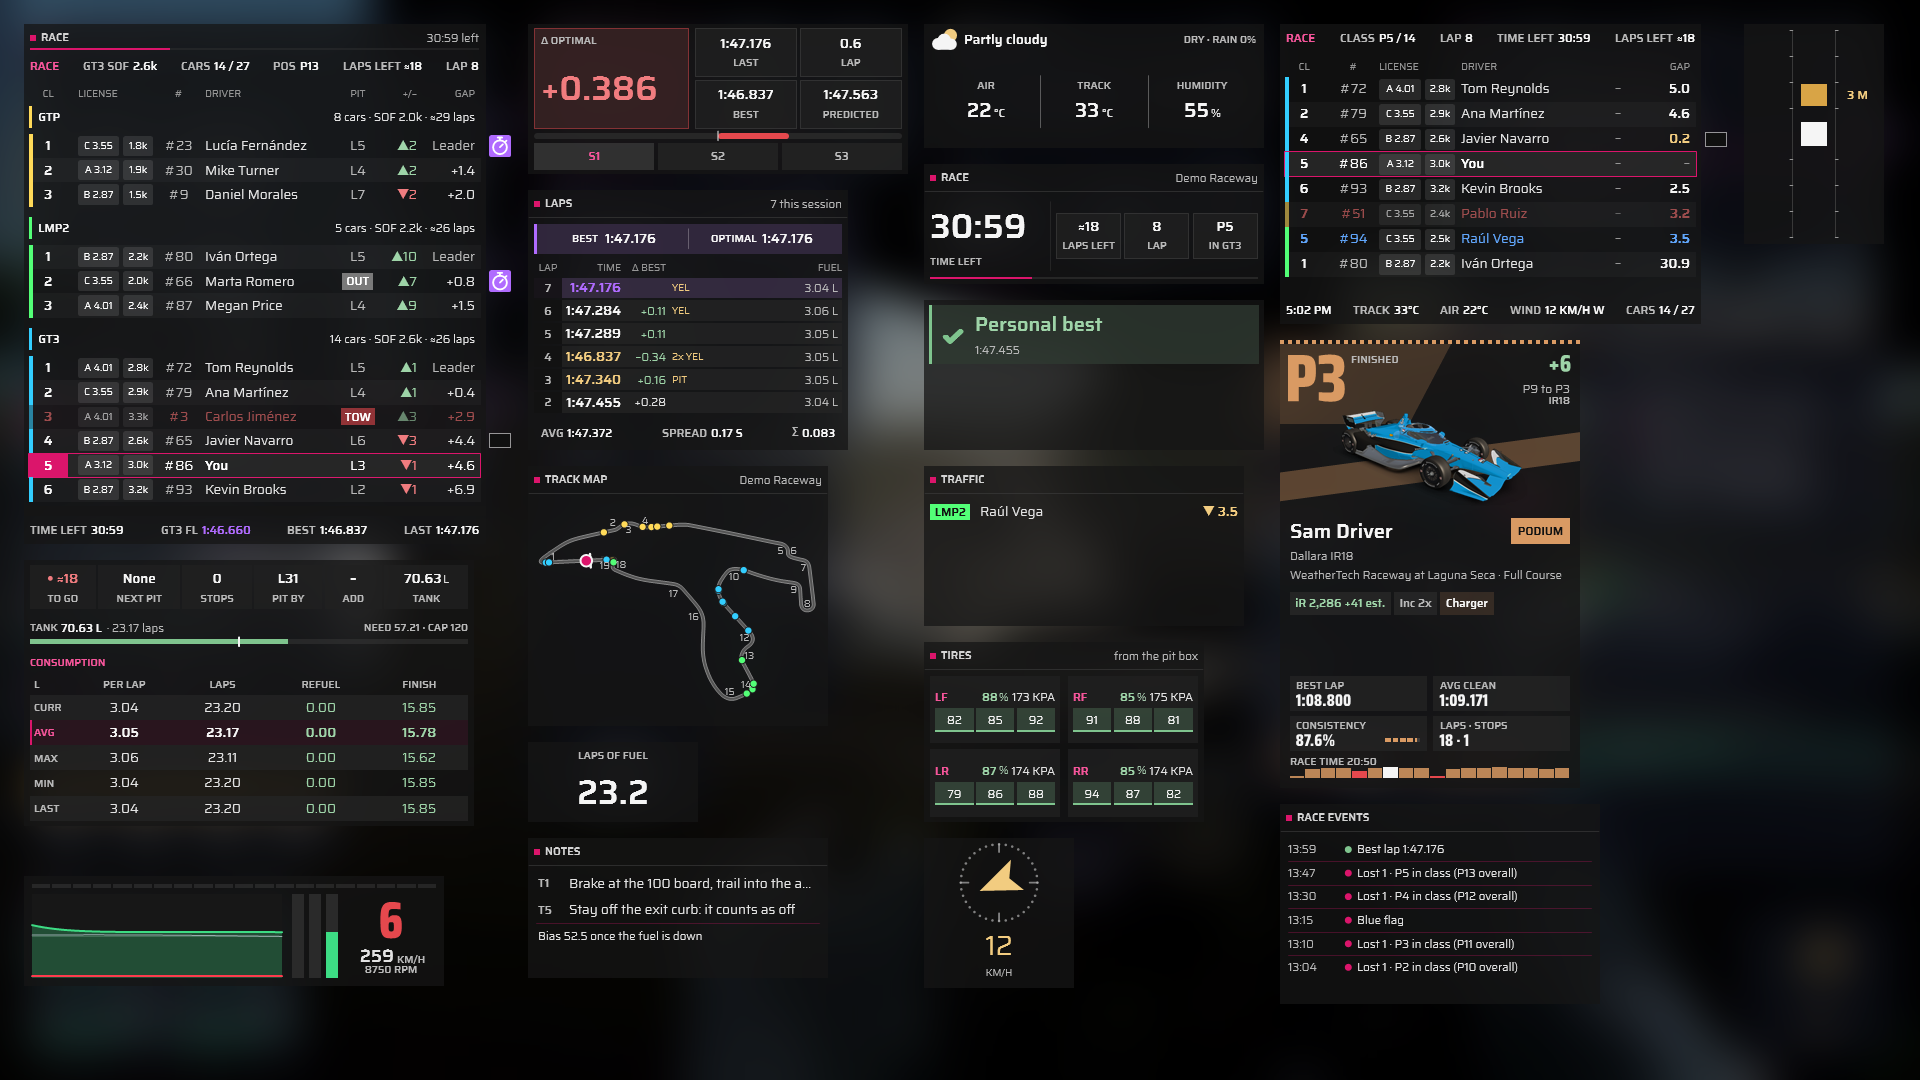 RACE 30:59 left
RACE GT3 SOF 2.6k CARS 14 / 27 POS P13 LAPS LEFT ≈18 LAP 8
CL LICENSE # DRIVER PIT +/− GAP
GTP 8 cars · SOF 2.0k · ≈29 laps
1 C 3.55 1.8k #23 Lucía Fernández L5 ▲2 Leader
2 A 3.12 1.9k #30 Mike Turner L4 ▲2 +1.4
3 B 2.87 1.5k #9 Daniel Morales L7 ▼2 +2.0
LMP2 5 cars · SOF 2.2k · ≈26 laps
1 B 2.87 2.2k #80 Iván Ortega L5 ▲10 Leader
2 C 3.55 2.0k #66 Marta Romero OUT ▲7 +0.8
3 A 4.01 2.4k #87 Megan Price L4 ▲9 +1.5
GT3 14 cars · SOF 2.6k · ≈26 laps
1 A 4.01 2.8k #72 Tom Reynolds L5 ▲1 Leader
2 C 3.55 2.9k #79 Ana Martínez L4 ▲1 +0.4
3 A 4.01 3.3k #3 Carlos Jiménez TOW ▲3 +2.9
4 B 2.87 2.6k #65 Javier Navarro L6 ▼3 +4.4
5 A 3.12 3.0k #86 You L3 ▼1 +4.6
6 B 2.87 3.2k #93 Kevin Brooks L2 ▼1 +6.9
TIME LEFT 30:59 GT3 FL 1:46.660 BEST 1:46.837 LAST 1:47.176
• ≈18 None 0 L31 – 70.63 L
TO GO NEXT PIT STOPS PIT BY ADD TANK
TANK 70.63 L · 23.17 laps NEED 57.21 · CAP 120
CONSUMPTION
L PER LAP LAPS REFUEL FINISH
CURR 3.04 23.20 0.00 15.85
AVG 3.05 23.17 0.00 15.78
MAX 3.06 23.11 0.00 15.62
MIN 3.04 23.20 0.00 15.85
LAST 3.04 23.20 0.00 15.85
6
259 KM/H
8750 RPM
Δ OPTIMAL
+0.386
1:47.176 LAST
0.6 LAP
1:46.837 BEST
1:47.563 PREDICTED
S1 S2 S3
LAPS 7 this session
BEST 1:47.176 OPTIMAL 1:47.176
LAP TIME Δ BEST FUEL
7 1:47.176 YEL 3.04 L
6 1:47.284 +0.11 YEL 3.06 L
5 1:47.289 +0.11 3.05 L
4 1:46.837 −0.34 2x YEL 3.05 L
3 1:47.340 +0.16 PIT 3.05 L
2 1:47.455 +0.28 3.04 L
AVG 1:47.372 SPREAD 0.17 S Σ 0.083
TRACK MAP Demo Raceway
1
2
3
4
5
6
7
8
9
10
12
13
14
15
16
17
18
19
LAPS OF FUEL
23.2
NOTES
T1 Brake at the 100 board, trail into the a...
T5 Stay off the exit curb: it counts as off
Bias 52.5 once the fuel is down
Partly cloudy DRY · RAIN 0%
AIR TRACK HUMIDITY
22 °C 33 °C 55 %
RACE Demo Raceway
30:59
TIME LEFT
≈18 8 P5
LAPS LEFT LAP IN GT3
Personal best
1:47.455
TRAFFIC
LMP2 Raúl Vega ▼ 3.5
TIRES from the pit box
LF 88 % 173 KPA RF 85 % 175 KPA
82 85 92 91 88 81
LR 87 % 174 KPA RR 85 % 174 KPA
79 86 88 94 87 82
12
KM/H
RACE CLASS P5 / 14 LAP 8 TIME LEFT 30:59 LAPS LEFT ≈18
CL # LICENSE DRIVER GAP
1 #72 A 4.01 2.8k Tom Reynolds – 5.0
2 #79 C 3.55 2.9k Ana Martínez – 4.6
4 #65 B 2.87 2.6k Javier Navarro – 0.2
5 #86 A 3.12 3.0k You – –
6 #93 B 2.87 3.2k Kevin Brooks – 2.5
7 #51 C 3.55 2.4k Pablo Ruiz – 3.2
5 #94 C 3.55 2.5k Raúl Vega – 3.5
1 #80 B 2.87 2.2k Iván Ortega – 30.9
5:02 PM TRACK 33°C AIR 22°C WIND 12 KM/H W CARS 14 / 27
P3 FINISHED +6
P9 to P3
IR18
Sam Driver PODIUM
Dallara IR18
WeatherTech Raceway at Laguna Seca · Full Course
iR 2,286 +41 est. Inc 2x Charger
BEST LAP 1:08.800
AVG CLEAN 1:09.171
CONSISTENCY 87.6%
LAPS · STOPS 18 · 1
RACE TIME 20:50
RACE EVENTS
13:59 Best lap 1:47.176
13:47 Lost 1 · P5 in class (P13 overall)
13:30 Lost 1 · P4 in class (P12 overall)
13:15 Blue flag
13:10 Lost 1 · P3 in class (P11 overall)
13:04 Lost 1 · P2 in class (P10 overall)
3 M